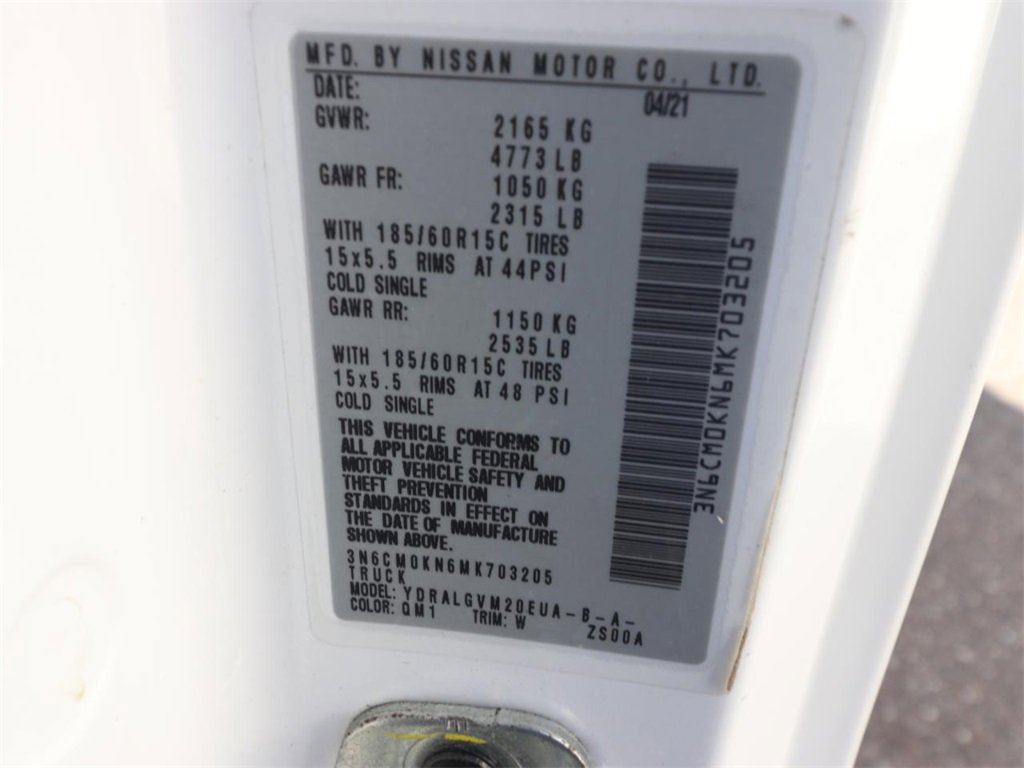 MFD. BY NISSAN MOTOR CO., LTD.
DATE: 04/21
GVWR: 2165 KG
4773 LB
GAWR FR: 1050 KG
2315 LB
WITH 185/60R15C TIRES
15x5.5 RIMS AT 44PSI
COLD SINGLE
GAWR RR: 1150 KG
2535 LB
WITH 185/60R15C TIRES
15x5.5 RIMS AT 48 PSI
COLD SINGLE
THIS VEHICLE CONFORMS TO
ALL APPLICABLE FEDERAL
MOTOR VEHICLE SAFETY AND
THEFT PREVENTION
STANDARDS IN EFFECT ON
THE DATE OF MANUFACTURE
SHOWN ABOVE.
3N6CM0KN6MK703205
TRUCK
MODEL: YDRALGVM20EUA-B-A-
COLOR: QM1 TRIM: W ZS00A
3N6CM0KN6MK703205